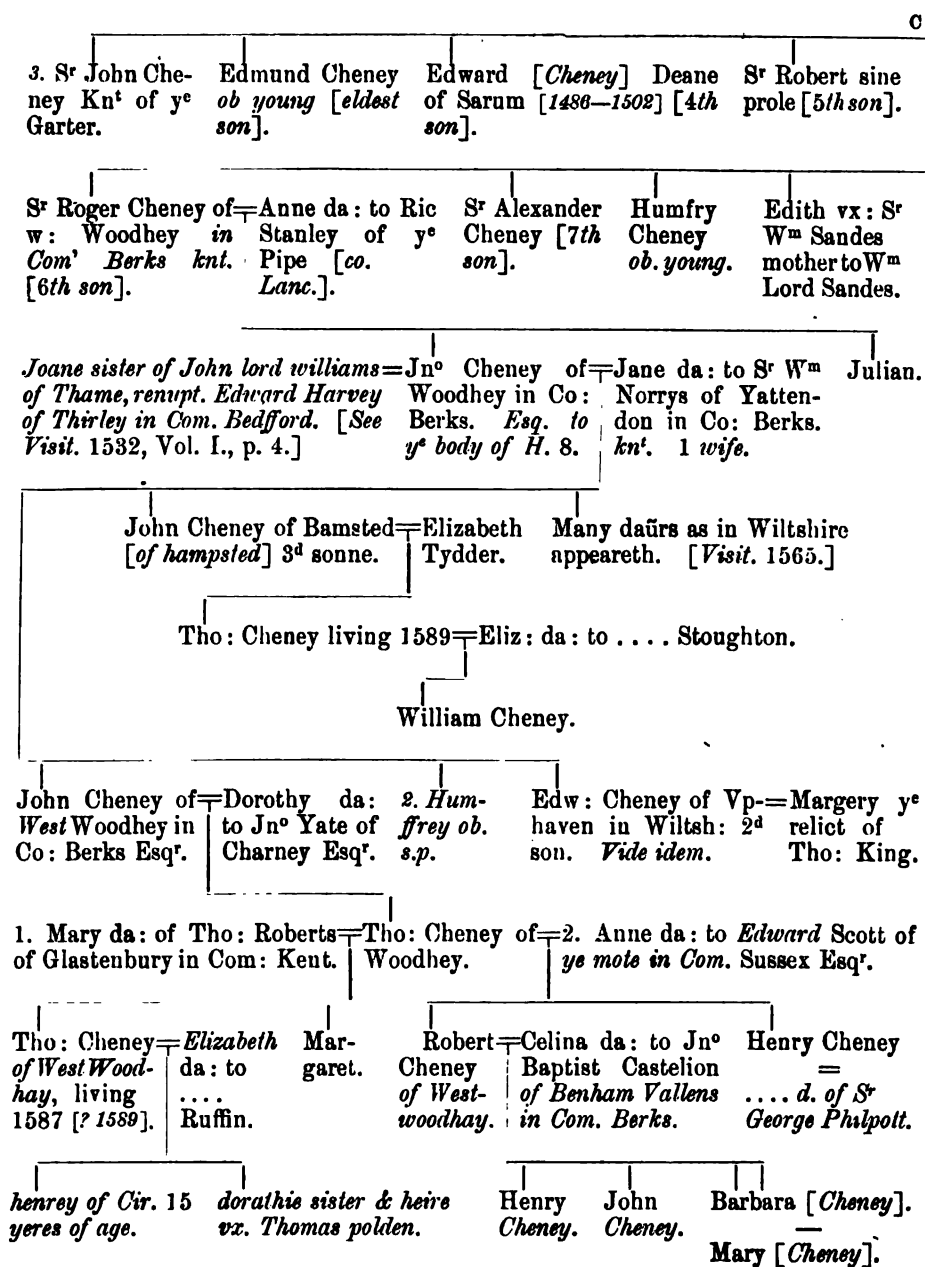 C
3. Sʳ John Che-
ney Knᵗ of yᵉ
Garter.
Edmund Cheney
ob young [eldest
son].
Edward [Cheney] Deane
of Sarum [1486—1502] [4th
son].
Sʳ Robert sine
prole [5th son].
Sʳ Roger Cheney of
w: Woodhey in
Com' Berks knt.
[6th son].
Anne da: to Ric
Stanley of yᵉ
Pipe [co.
Lanc.].
Sʳ Alexander
Cheney [7th
son].
Humfry
Cheney
ob. young.
Edith vx: Sʳ
Wᵐ Sandes
mother to Wᵐ
Lord Sandes.
Joane sister of John lord williams
of Thame, renupt. Edward Harvey
of Thirley in Com. Bedfford. [See
Visit. 1532, Vol. I., p. 4.]
=Jnᵒ Cheney of
Woodhey in Co:
Berks. Esq. to
yᵉ body of H. 8.
Jane da: to Sʳ Wᵐ
Norrys of Yatten-
don in Co: Berks.
knᵗ. 1 wife.
Julian.
John Cheney of Bamsted
[of hampsted] 3ᵈ sonne.
Elizabeth
Tydder.
Many daūrs as in Wiltshire
appeareth. [Visit. 1565.]
Tho: Cheney living 1589
Eliz: da: to .... Stoughton.
William Cheney.
John Cheney of
West Woodhey in
Co: Berks Esqʳ.
Dorothy da:
to Jnᵒ Yate of
Charney Esqʳ.
2. Hum-
ffrey ob.
s.p.
Edw: Cheney of Vp-
haven in Wiltsh: 2ᵈ
son. Vide idem.
=Margery yᵉ
relict of
Tho: King.
1. Mary da: of Tho: Roberts
of Glastenbury in Com: Kent.
Tho: Cheney of
Woodhey.
2. Anne da: to Edward Scott of
ye mote in Com. Sussex Esqʳ.
Tho: Cheney
of West Wood-
hay, living
1587 [? 1589].
Elizabeth
da: to
....
Ruffin.
Mar-
garet.
Robert
Cheney
of West-
woodhay.
Celina da: to Jnᵒ
Baptist Castelion
of Benham Vallens
in Com. Berks.
Henry Cheney
=
.... d. of Sʳ
George Philpott.
henrey of Cir. 15
yeres of age.
dorathie sister & heire
vx. Thomas polden.
Henry
Cheney.
John
Cheney.
Barbara [Cheney].
Mary [Cheney].